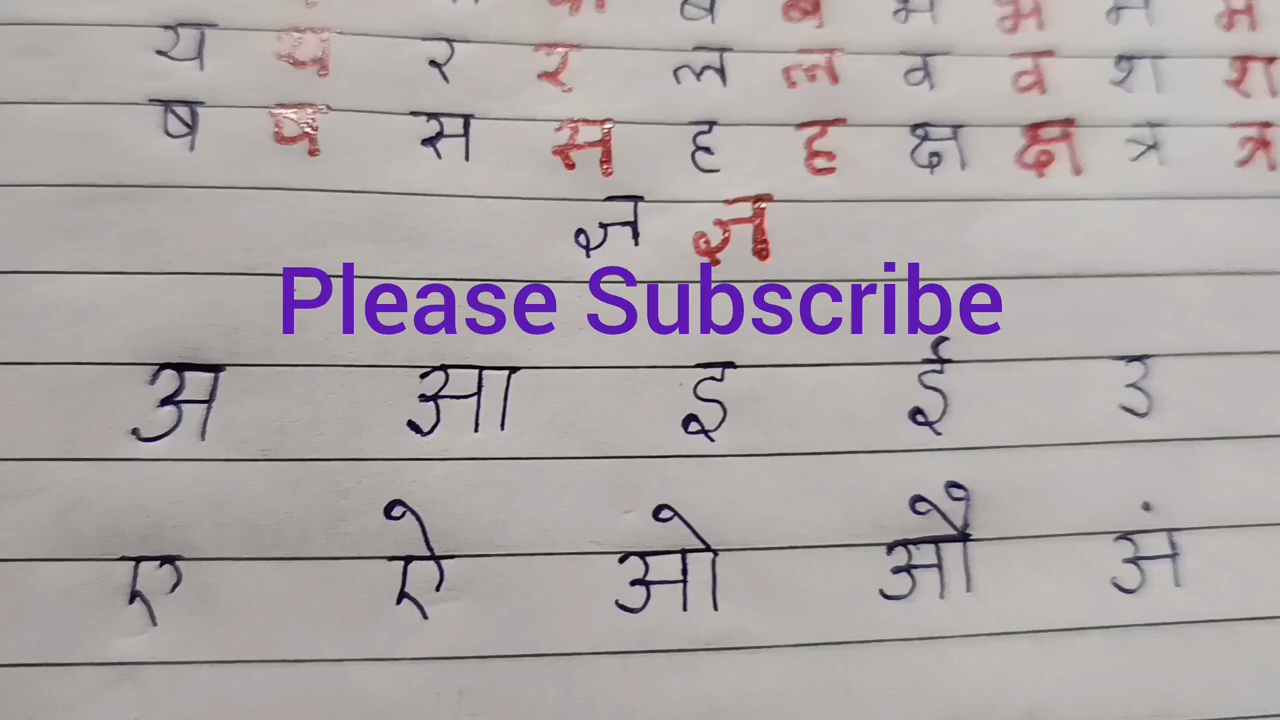 ब ब भ भ म म
य य र र ल ल व व श श
ष ष स स ह ह क्ष क्ष त्र त्र
ज्ञ ज्ञ
Please Subscribe
अ आ इ ई उ
ए ऐ ओ औ अं